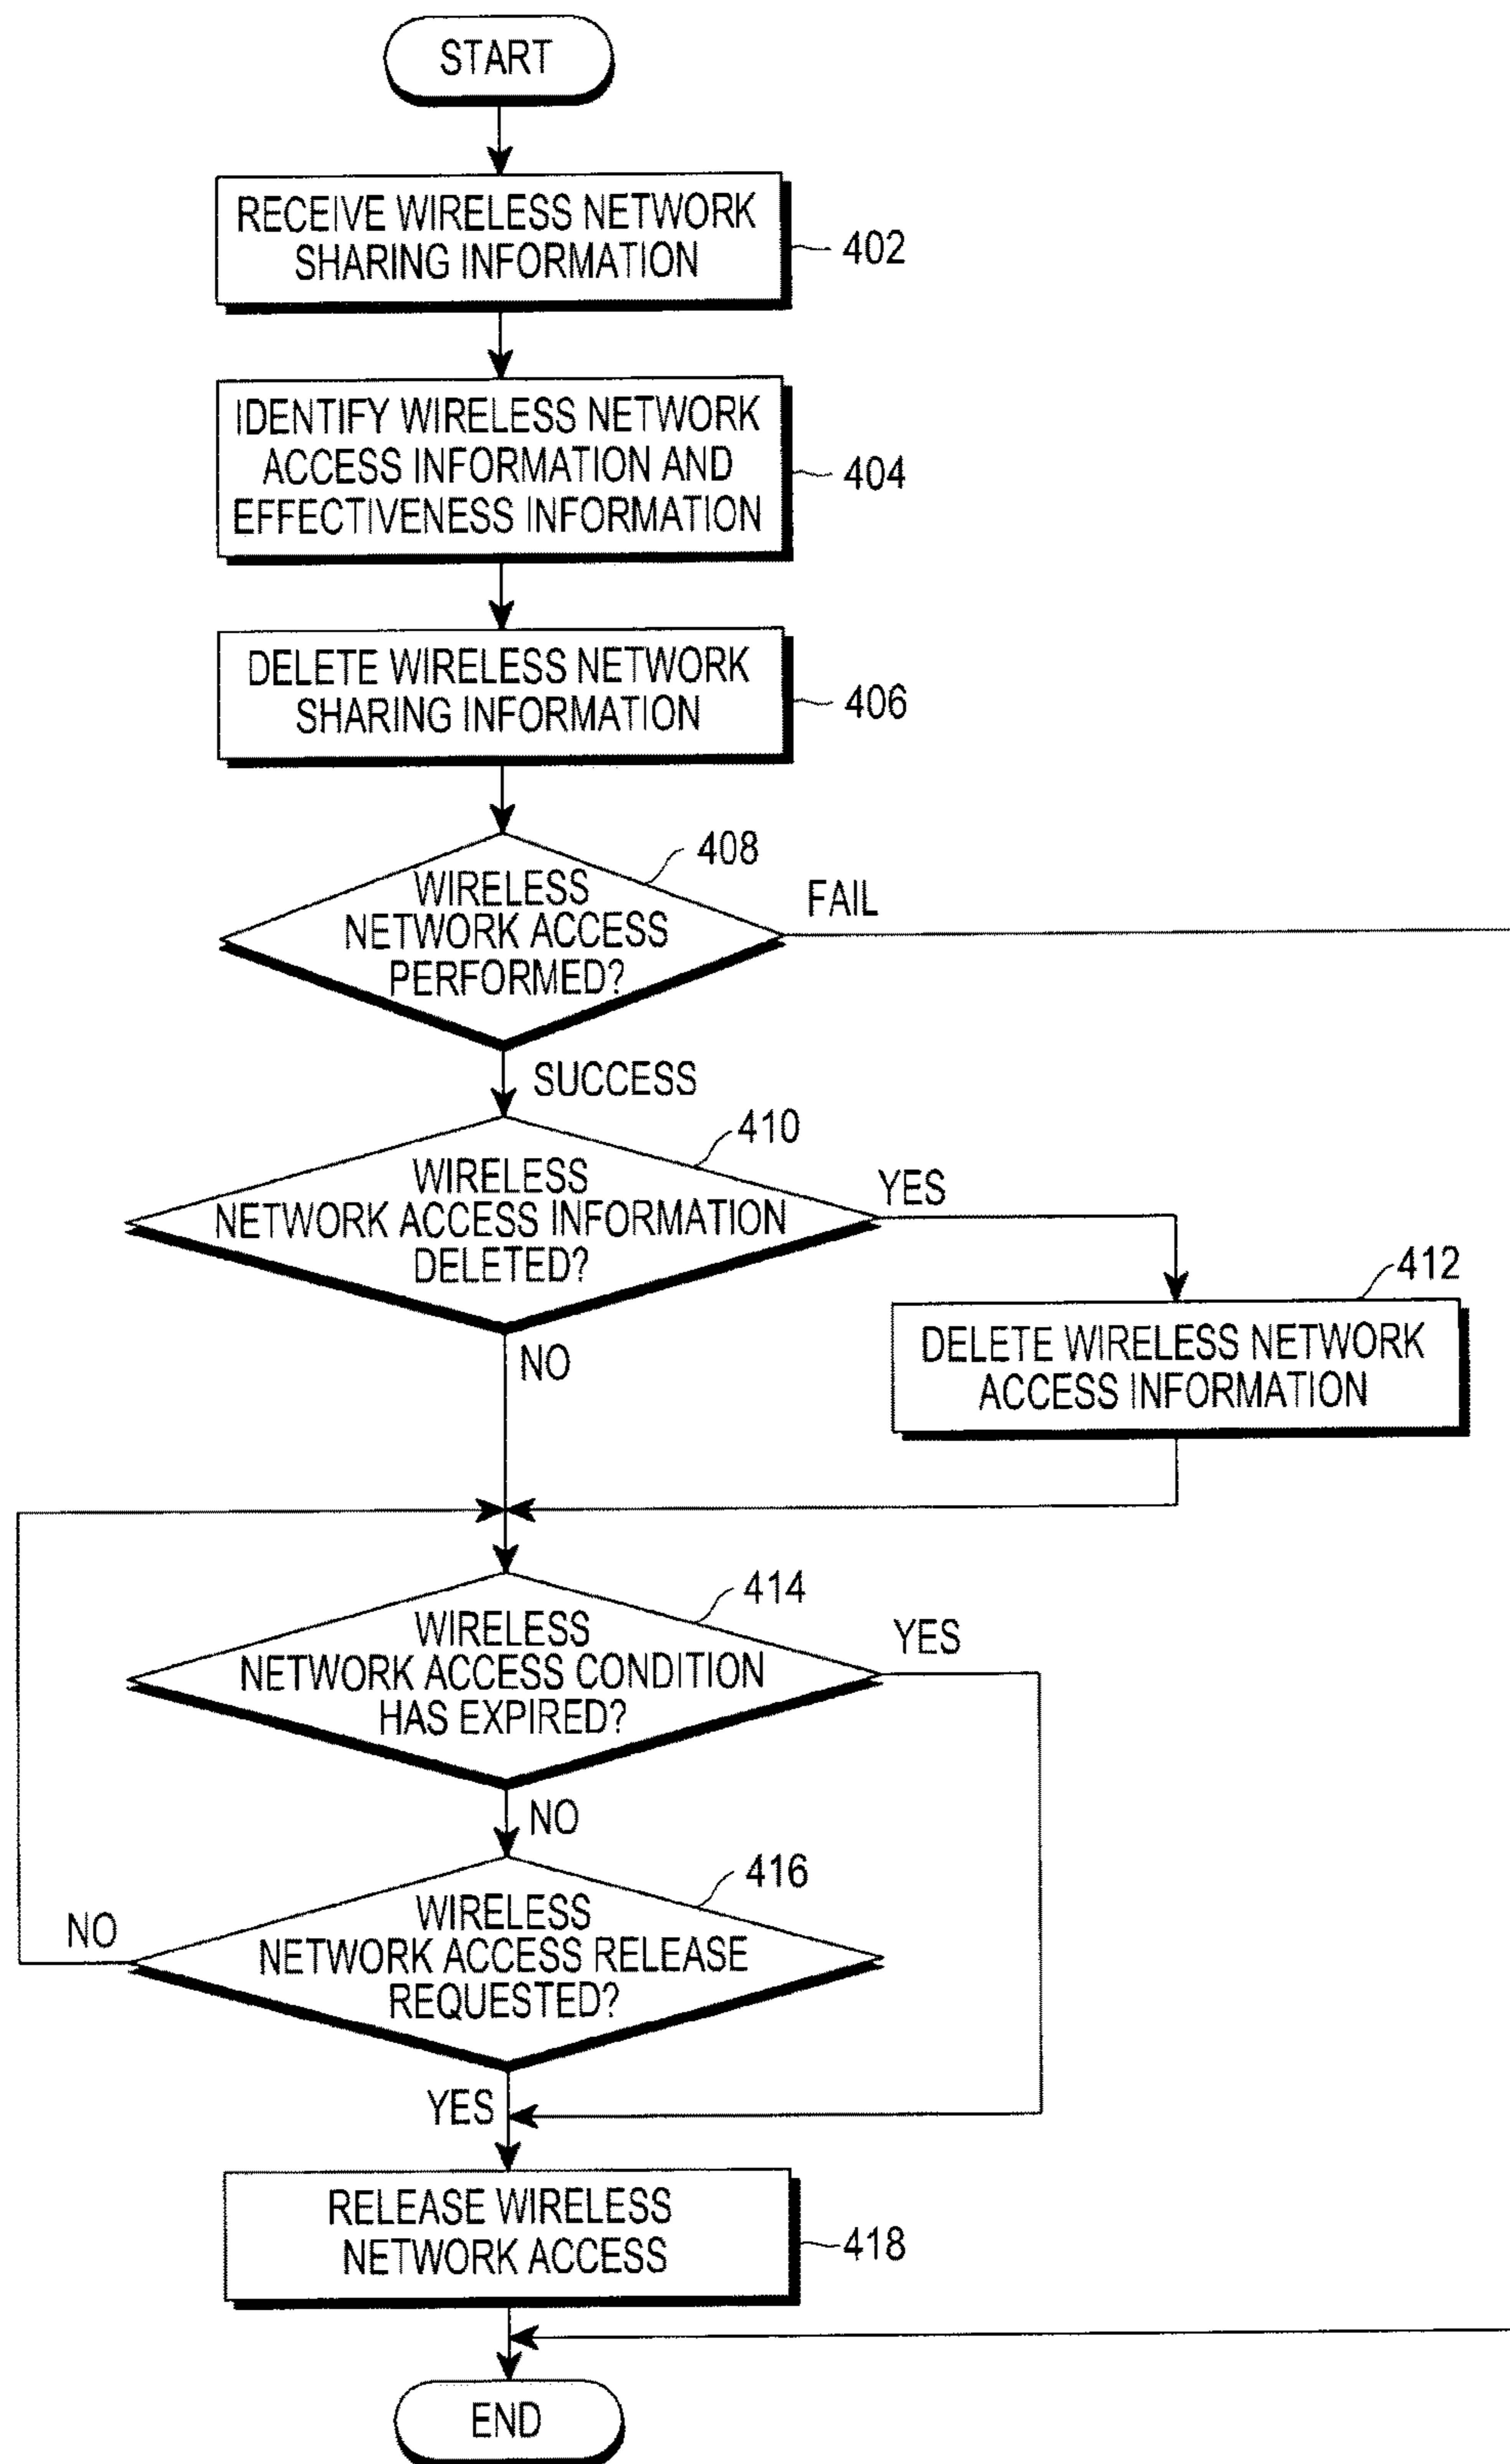 START
RECEIVE WIRELESS NETWORK
SHARING INFORMATION
402
IDENTIFY WIRELESS NETWORK
ACCESS INFORMATION AND
EFFECTIVENESS INFORMATION
404
DELETE WIRELESS NETWORK
SHARING INFORMATION
406
408
WIRELESS
NETWORK ACCESS
PERFORMED?
FAIL
SUCCESS
410
WIRELESS
NETWORK ACCESS INFORMATION
DELETED?
YES
412
DELETE WIRELESS NETWORK
ACCESS INFORMATION
NO
414
WIRELESS
NETWORK ACCESS CONDITION
HAS EXPIRED?
YES
NO
416
WIRELESS
NETWORK ACCESS RELEASE
REQUESTED?
NO
YES
RELEASE WIRELESS
NETWORK ACCESS
418
END